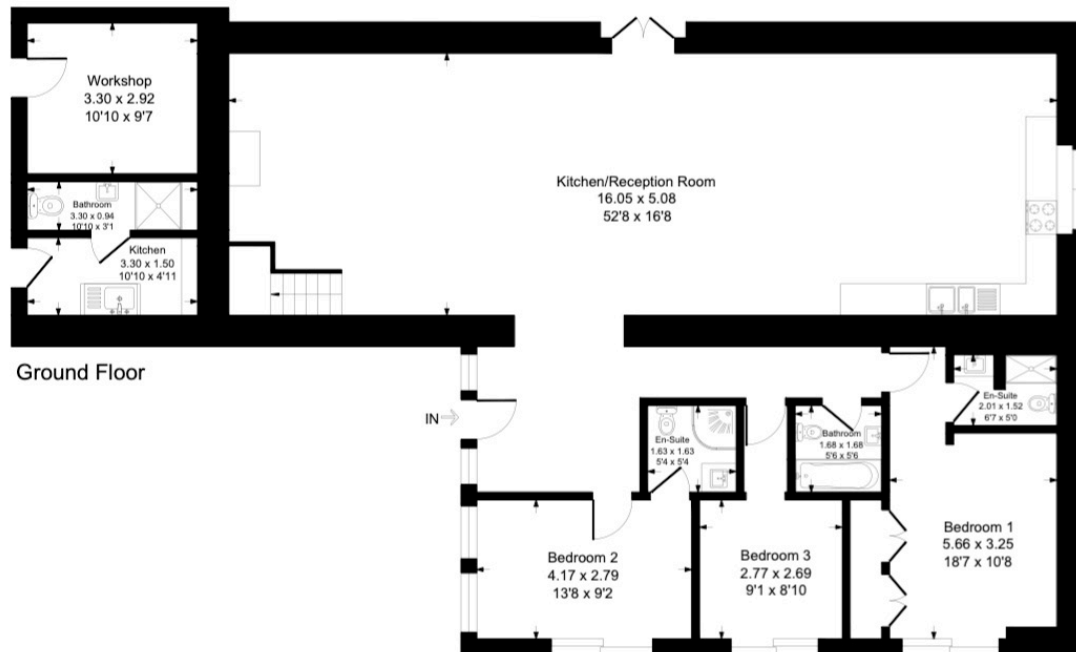 Workshop
3.30 x 2.92
10'10 x 9'7
Bathroom
3.30 x 0.94
10'10 x 3'1
Kitchen
3.30 x 1.50
10'10 x 4'11
Kitchen/Reception Room
16.05 x 5.08
52'8 x 16'8
Ground Floor
IN
En-Suite
1.63 x 1.63
5'4 x 5'4
Bathroom
1.68 x 1.68
5'6 x 5'6
En-Suite
2.01 x 1.52
6'7 x 5'0
Bedroom 2
4.17 x 2.79
13'8 x 9'2
Bedroom 3
2.77 x 2.69
9'1 x 8'10
Bedroom 1
5.66 x 3.25
18'7 x 10'8